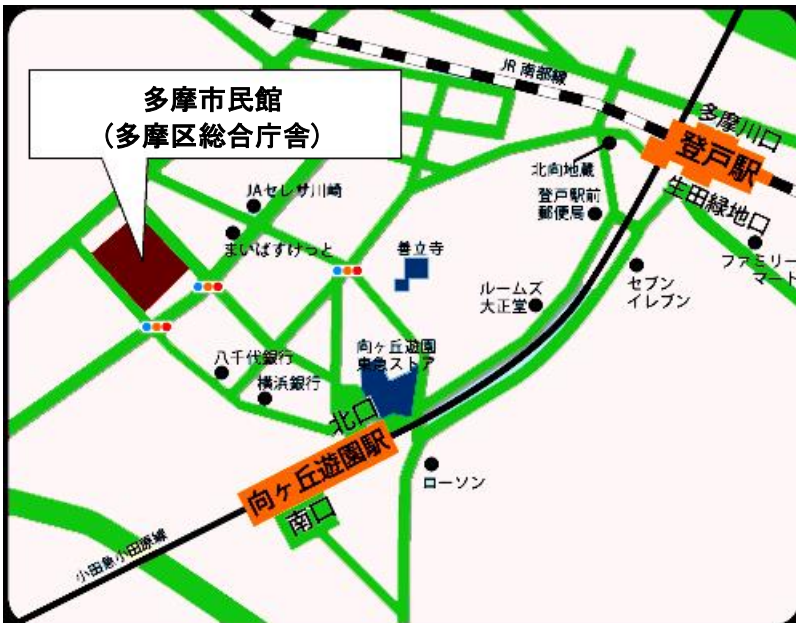 JR 南部線
多摩市民館
(多摩区総合庁舎)
多摩川口
登戸駅
北向地蔵
生田緑地口
JAセレサ川崎
登戸駅前
郵便局
まいばすけっと
善立寺
ファミリー
マート
セブン
イレブン
ルームズ
大正堂
向ヶ丘遊園
東急ストア
八千代銀行
横浜銀行
北口
向ヶ丘遊園駅
ローソン
南口
小田急小田原線